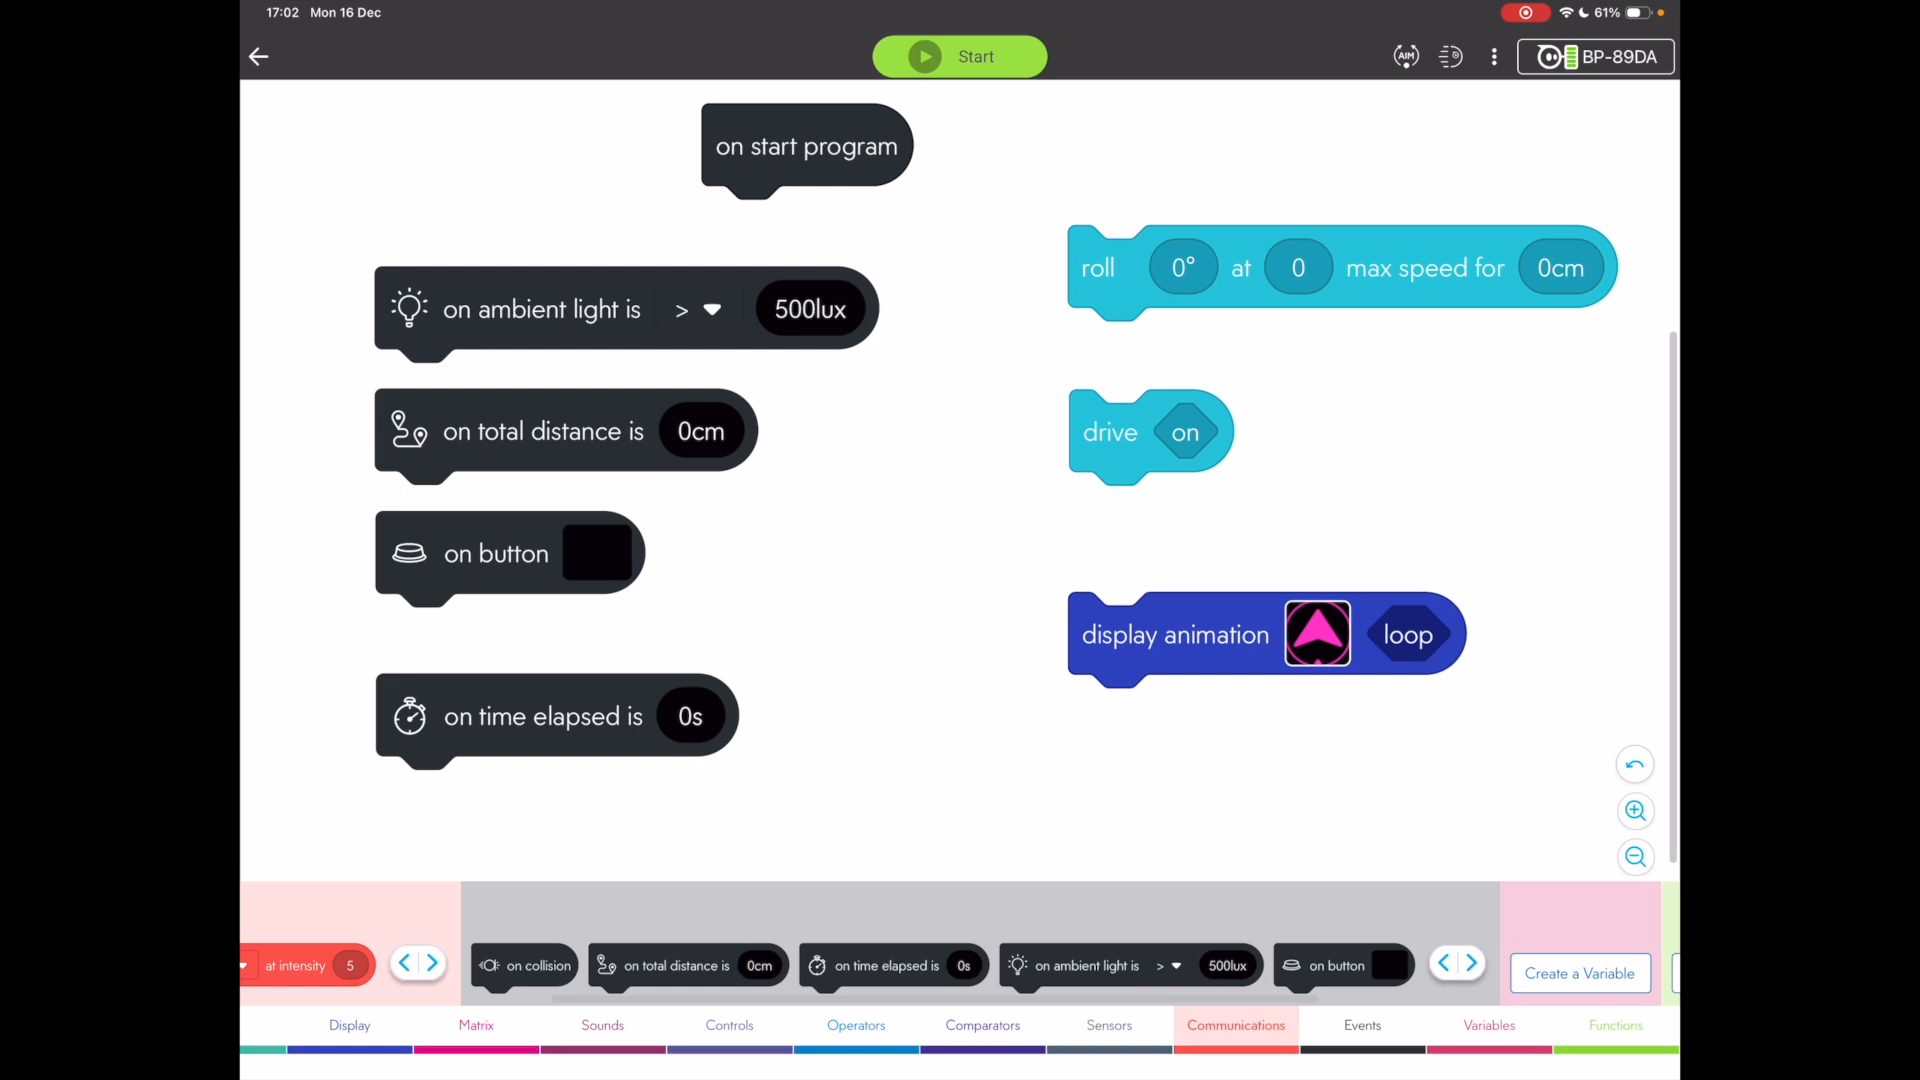 17:02 Mon 16 Dec
61%
Start
AIM
BP-89DA
on start program
roll 0° at 0 max speed for 0cm
on ambient light is > 500lux
on total distance is 0cm
drive on
on button
display animation loop
on time elapsed is 0s
at intensity 5
on collision
on total distance is 0cm
on time elapsed is 0s
on ambient light is > 500lux
on button
Create a Variable
Display Matrix Sounds Controls Operators Comparators Sensors Communications Events Variables Functions